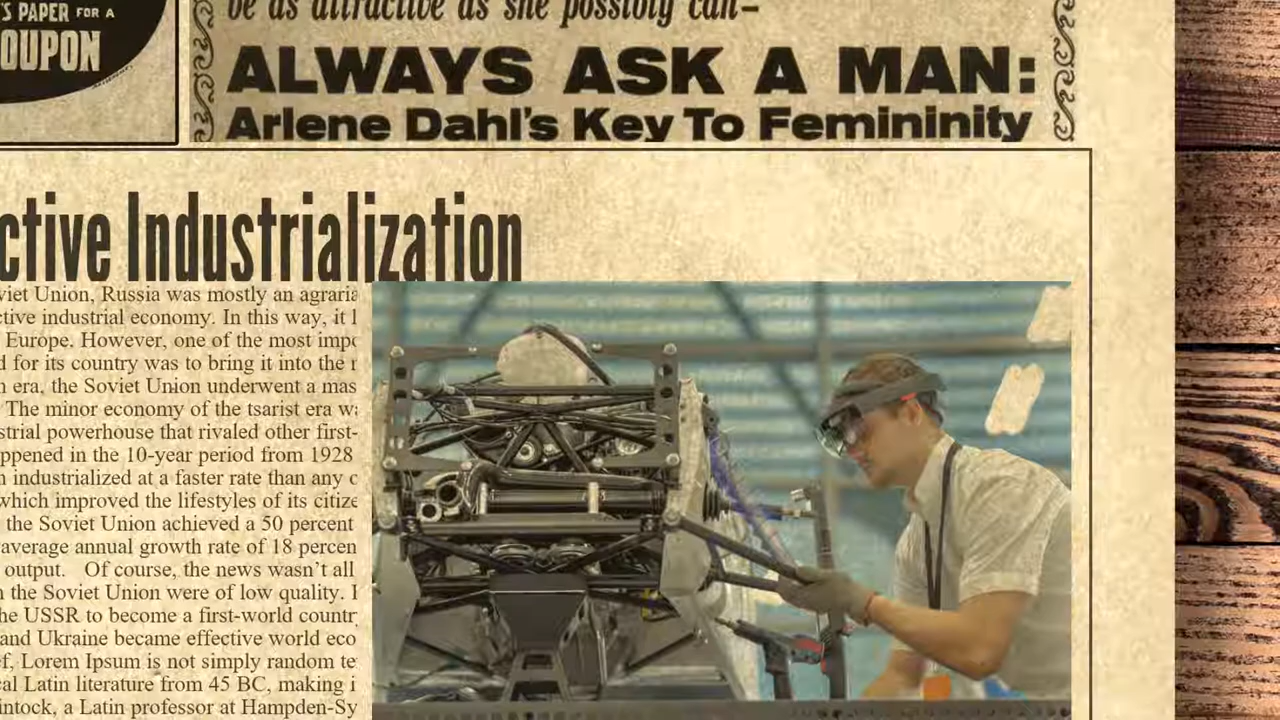 'S PAPER FOR A
OUPON
be as attractive as she possibly can—
ALWAYS ASK A MAN:
Arlene Dahl's Key To Femininity
ctive Industrialization
viet Union, Russia was mostly an agraria
ctive industrial economy. In this way, it l
Europe. However, one of the most impo
d for its country was to bring it into the r
n era, the Soviet Union underwent a mas
The minor economy of the tsarist era wa
strial powerhouse that rivaled other first-
appened in the 10-year period from 1928
n industrialized at a faster rate than any c
which improved the lifestyles of its citize
the Soviet Union achieved a 50 percent
average annual growth rate of 18 percen
output. Of course, the news wasn't all
n the Soviet Union were of low quality. I
he USSR to become a first-world countr
and Ukraine became effective world eco
ef, Lorem Ipsum is not simply random te
cal Latin literature from 45 BC, making i
intock, a Latin professor at Hampden-Sy